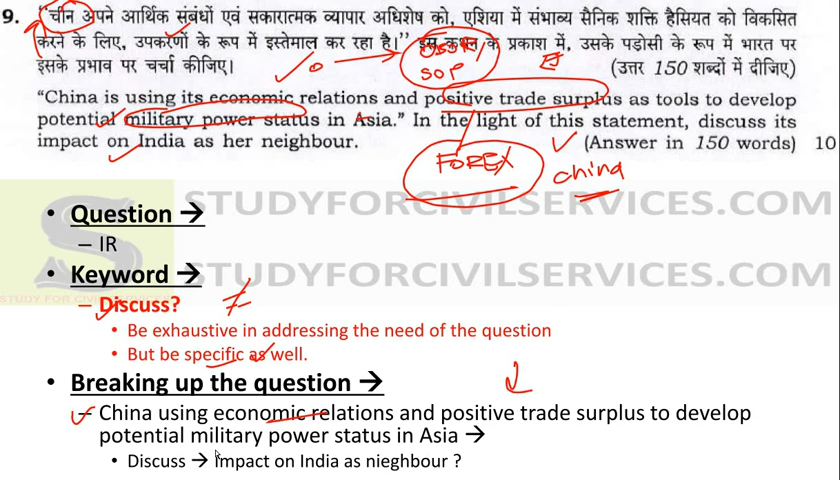 9. "चीन अपने आर्थिक संबंधों एवं सकारात्मक व्यापार अधिशेष को, एशिया में संभाव्य सैनिक शक्ति हैसियत को विकसित
करने के लिए, उपकरणों के रूप में इस्तेमाल कर रहा है।" इस कथन के प्रकाश में, उसके पड़ोसी के रूप में भारत पर
इसके प्रभाव पर चर्चा कीजिए। (उत्तर 150 शब्दों में दीजिए)
SOP
"China is using its economic relations and positive trade surplus as tools to develop
potential military power status in Asia." In the light of this statement, discuss its
impact on India as her neighbour. (Answer in 150 words) 10
FOREX
China
STUDYFORCIVILSERVICES.COM
• Question →
– IR
• Keyword →
STUDYFORCIVILSERVICES.COM
– Discuss?
• Be exhaustive in addressing the need of the question
• But be specific as well.
• Breaking up the question →
– China using economic relations and positive trade surplus to develop
potential military power status in Asia →
• Discuss → impact on India as nieghbour ?